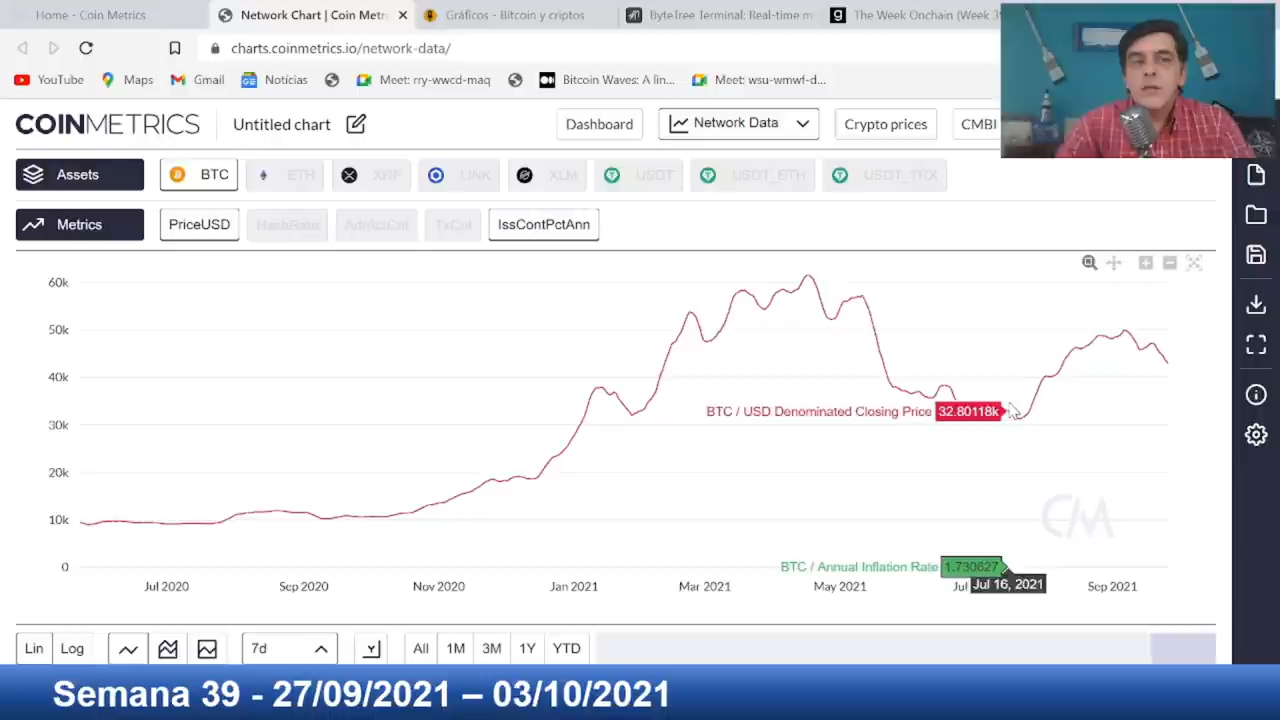 Home - Coin Metrics
Network Chart | Coin Metr
Gráficos - Bitcoin y criptos
ByteTree Terminal: Real-time m
The Week Onchain (Week 3
charts.coinmetrics.io/network-data/
YouTube
Maps
Gmail
Notícias
Meet: rry-wwcd-maq
Bitcoin Waves: A lin...
Meet: wsu-wmwf-d...
COINMETRICS
Untitled chart
Dashboard
Network Data
Crypto prices
CMBI
Assets
BTC
ETH
XRP
LINK
XLM
USDT
USDT_ETH
USDT_TRX
Metrics
PriceUSD
HashRate
AdrActCnt
TxCnt
IssContPctAnn
60k
50k
40k
BTC / USD Denominated Closing Price 32.80118k
30k
20k
10k
CM
0
BTC / Annual Inflation Rate 1.730627
Jul 2020
Sep 2020
Nov 2020
Jan 2021
Mar 2021
May 2021
Jul
Jul 16, 2021
Sep 2021
Lin
Log
7d
All
1M
3M
1Y
YTD
Semana 39 - 27/09/2021 – 03/10/2021